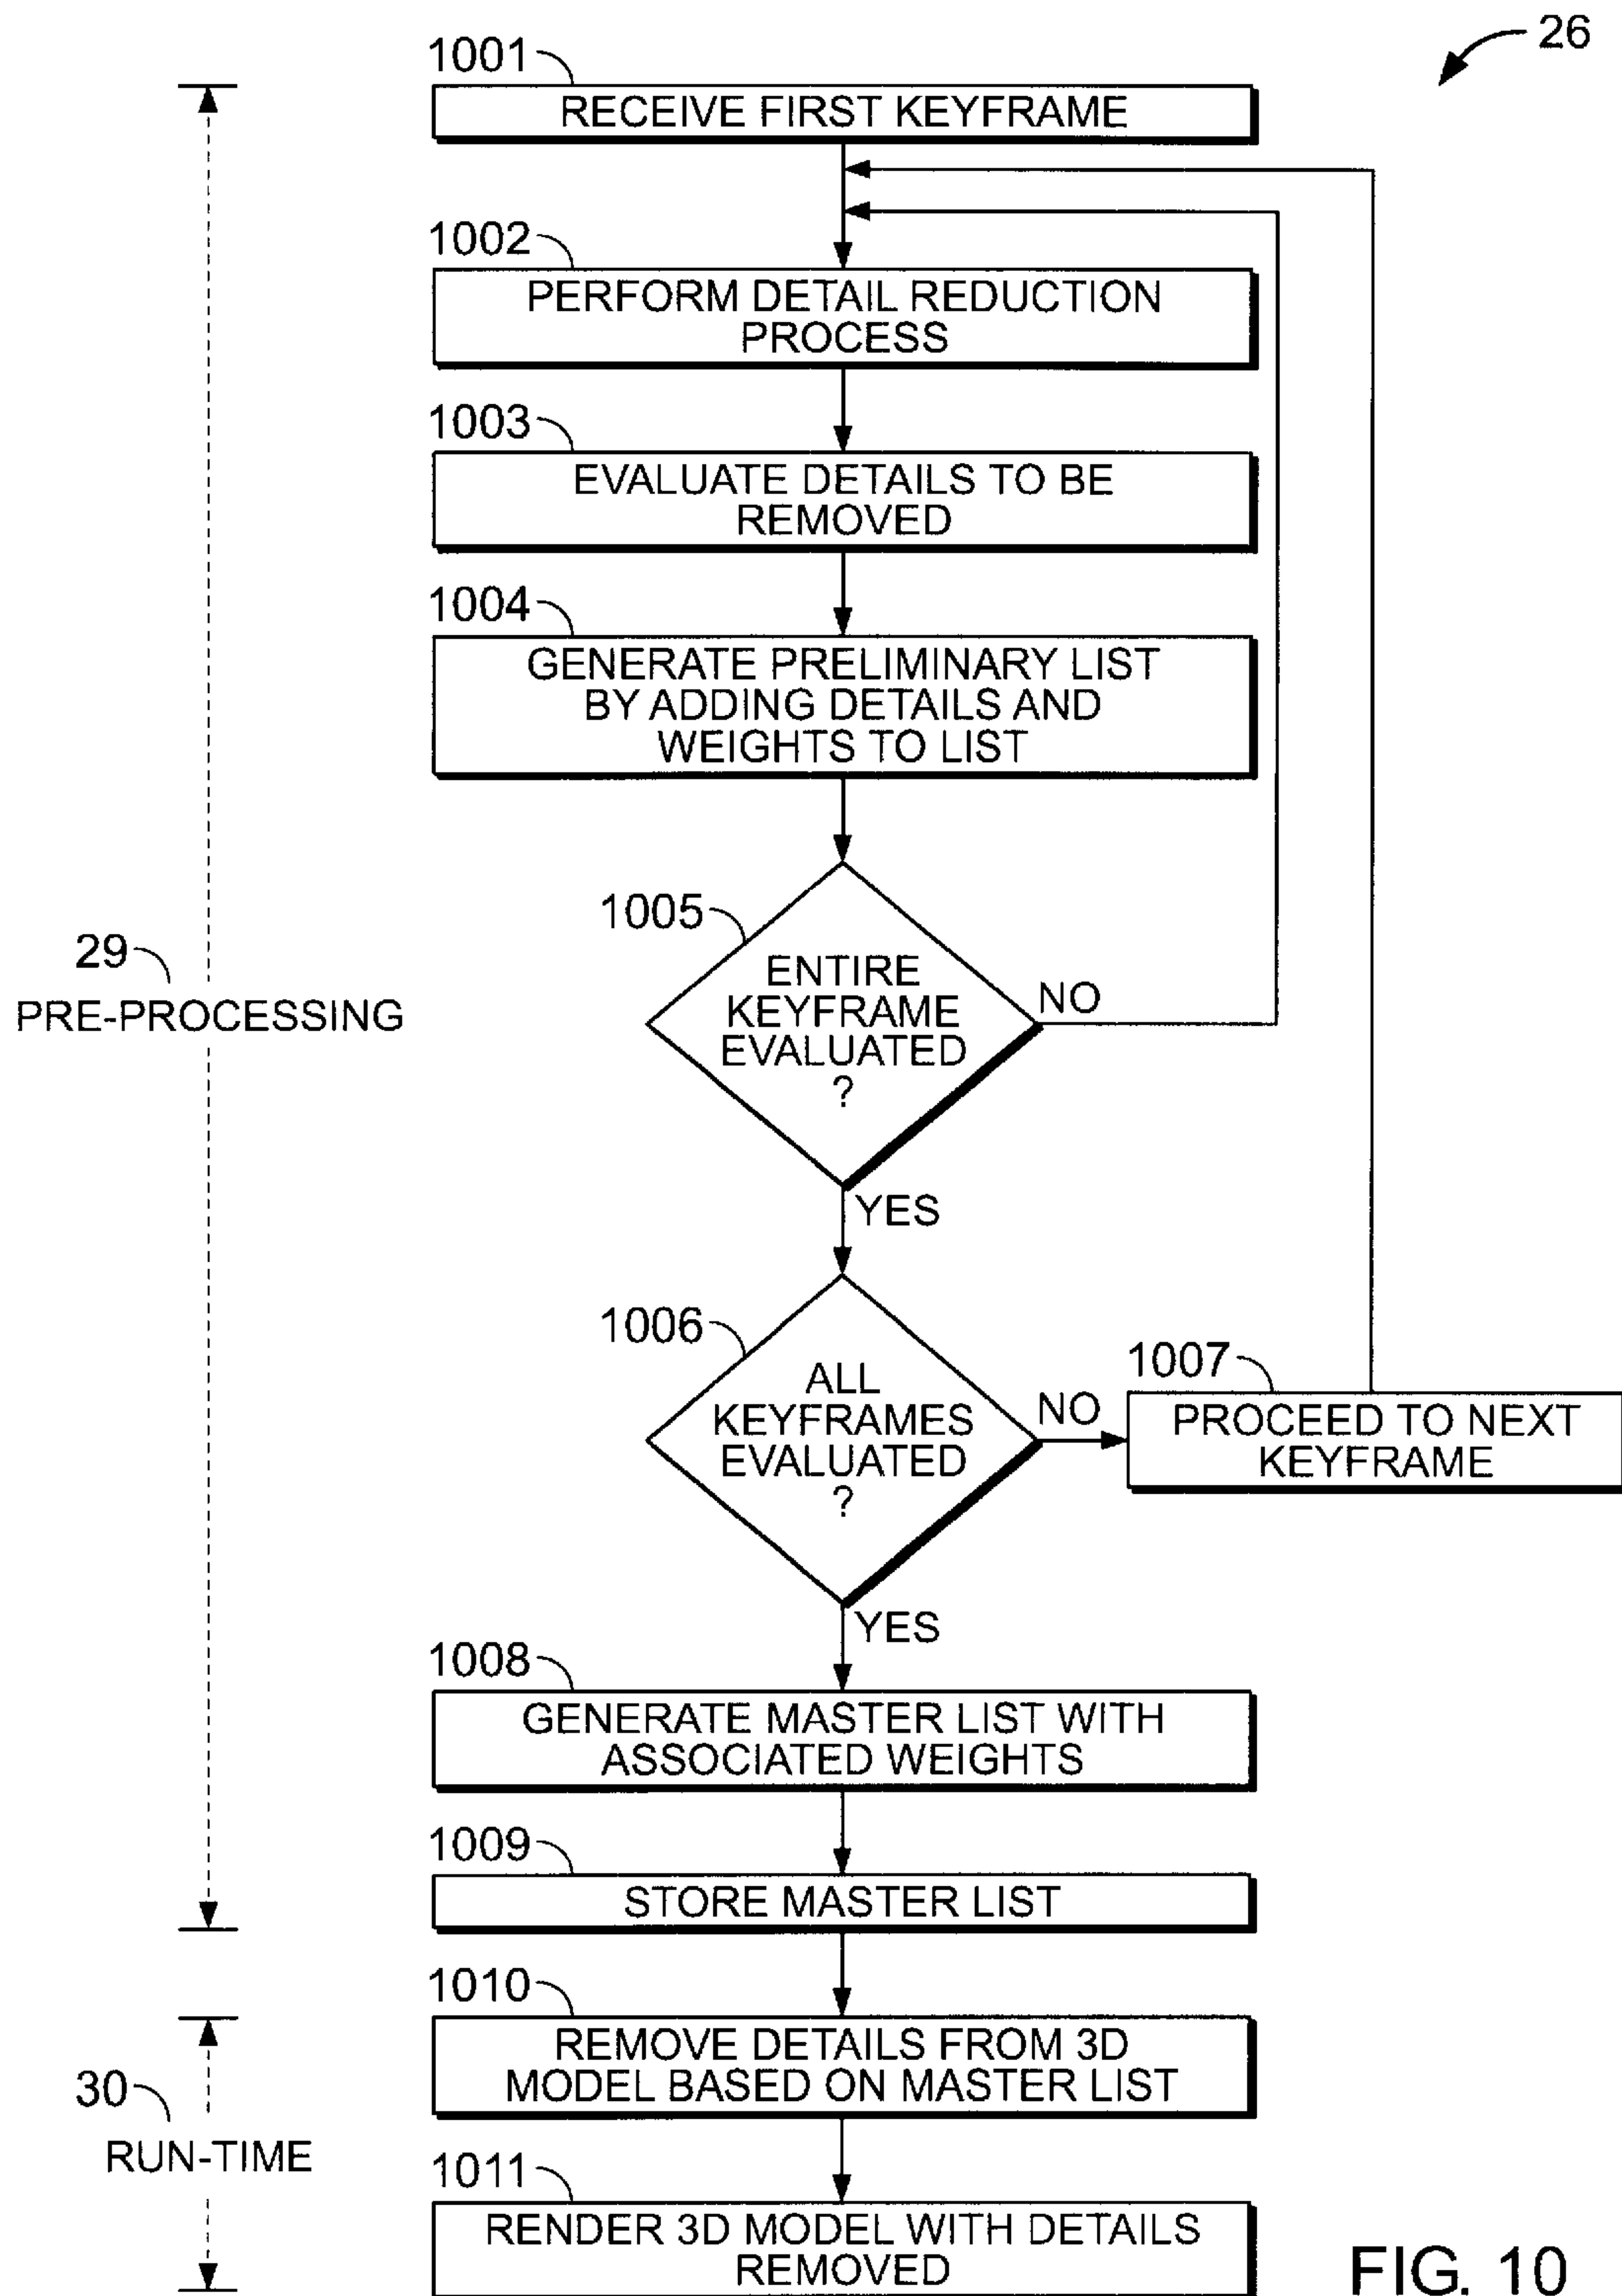 26
1001
RECEIVE FIRST KEYFRAME
1002
PERFORM DETAIL REDUCTION
PROCESS
1003
EVALUATE DETAILS TO BE
REMOVED
1004
GENERATE PRELIMINARY LIST
BY ADDING DETAILS AND
WEIGHTS TO LIST
1005
ENTIRE
KEYFRAME
EVALUATED
?
NO
YES
29
PRE-PROCESSING
1006
ALL
KEYFRAMES
EVALUATED
?
NO
YES
1007
PROCEED TO NEXT
KEYFRAME
1008
GENERATE MASTER LIST WITH
ASSOCIATED WEIGHTS
1009
STORE MASTER LIST
1010
REMOVE DETAILS FROM 3D
MODEL BASED ON MASTER LIST
30
RUN-TIME
1011
RENDER 3D MODEL WITH DETAILS
REMOVED
FIG. 10